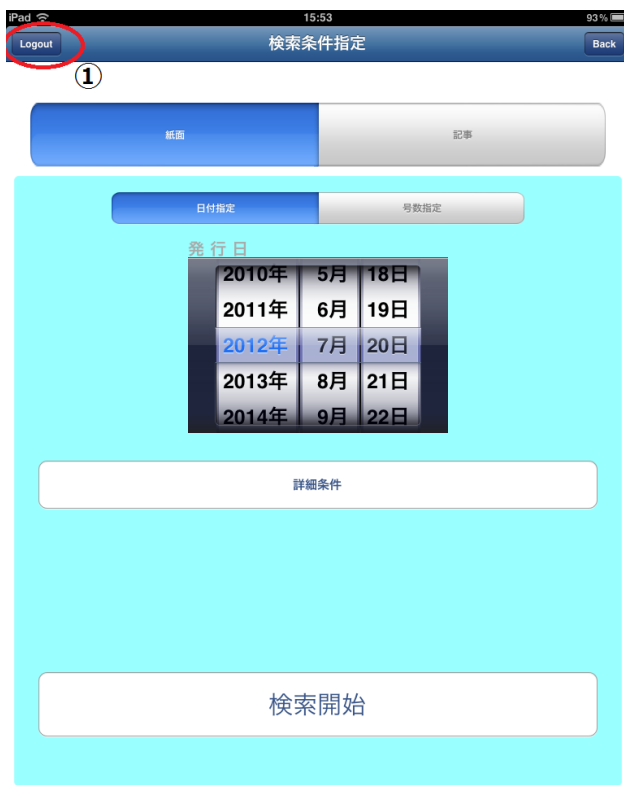 iPad 15:53 93%
Logout 検索条件指定 Back
①
紙面 記事
日付指定 号数指定
発行日
2010年 5月 18日
2011年 6月 19日
2012年 7月 20日
2013年 8月 21日
2014年 9月 22日
詳細条件
検索開始